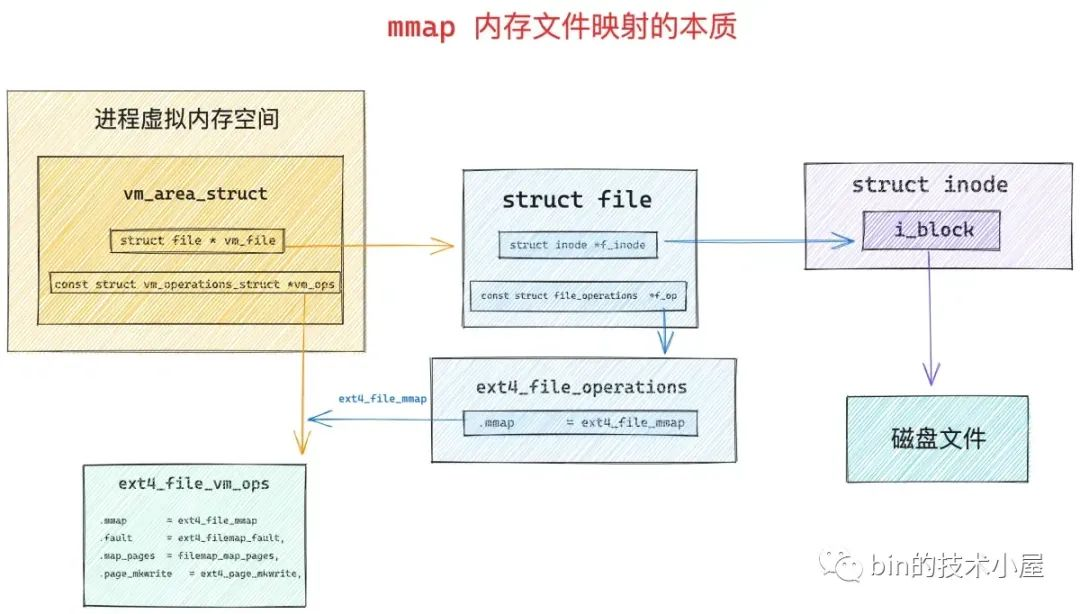 mmap 内存文件映射的本质
进程虚拟内存空间
vm_area_struct
struct file * vm_file
const struct vm_operations_struct *vm_ops
struct file
struct inode *f_inode
const struct file_operations *f_op
struct inode
i_block
ext4_file_operations
.mmap = ext4_file_mmap
ext4_file_mmap
磁盘文件
ext4_file_vm_ops
.mmap = ext4_file_mmap
.fault = ext4_filemap_fault,
.map_pages = filemap_map_pages,
.page_mkwrite = ext4_page_mkwrite,
bin的技术小屋